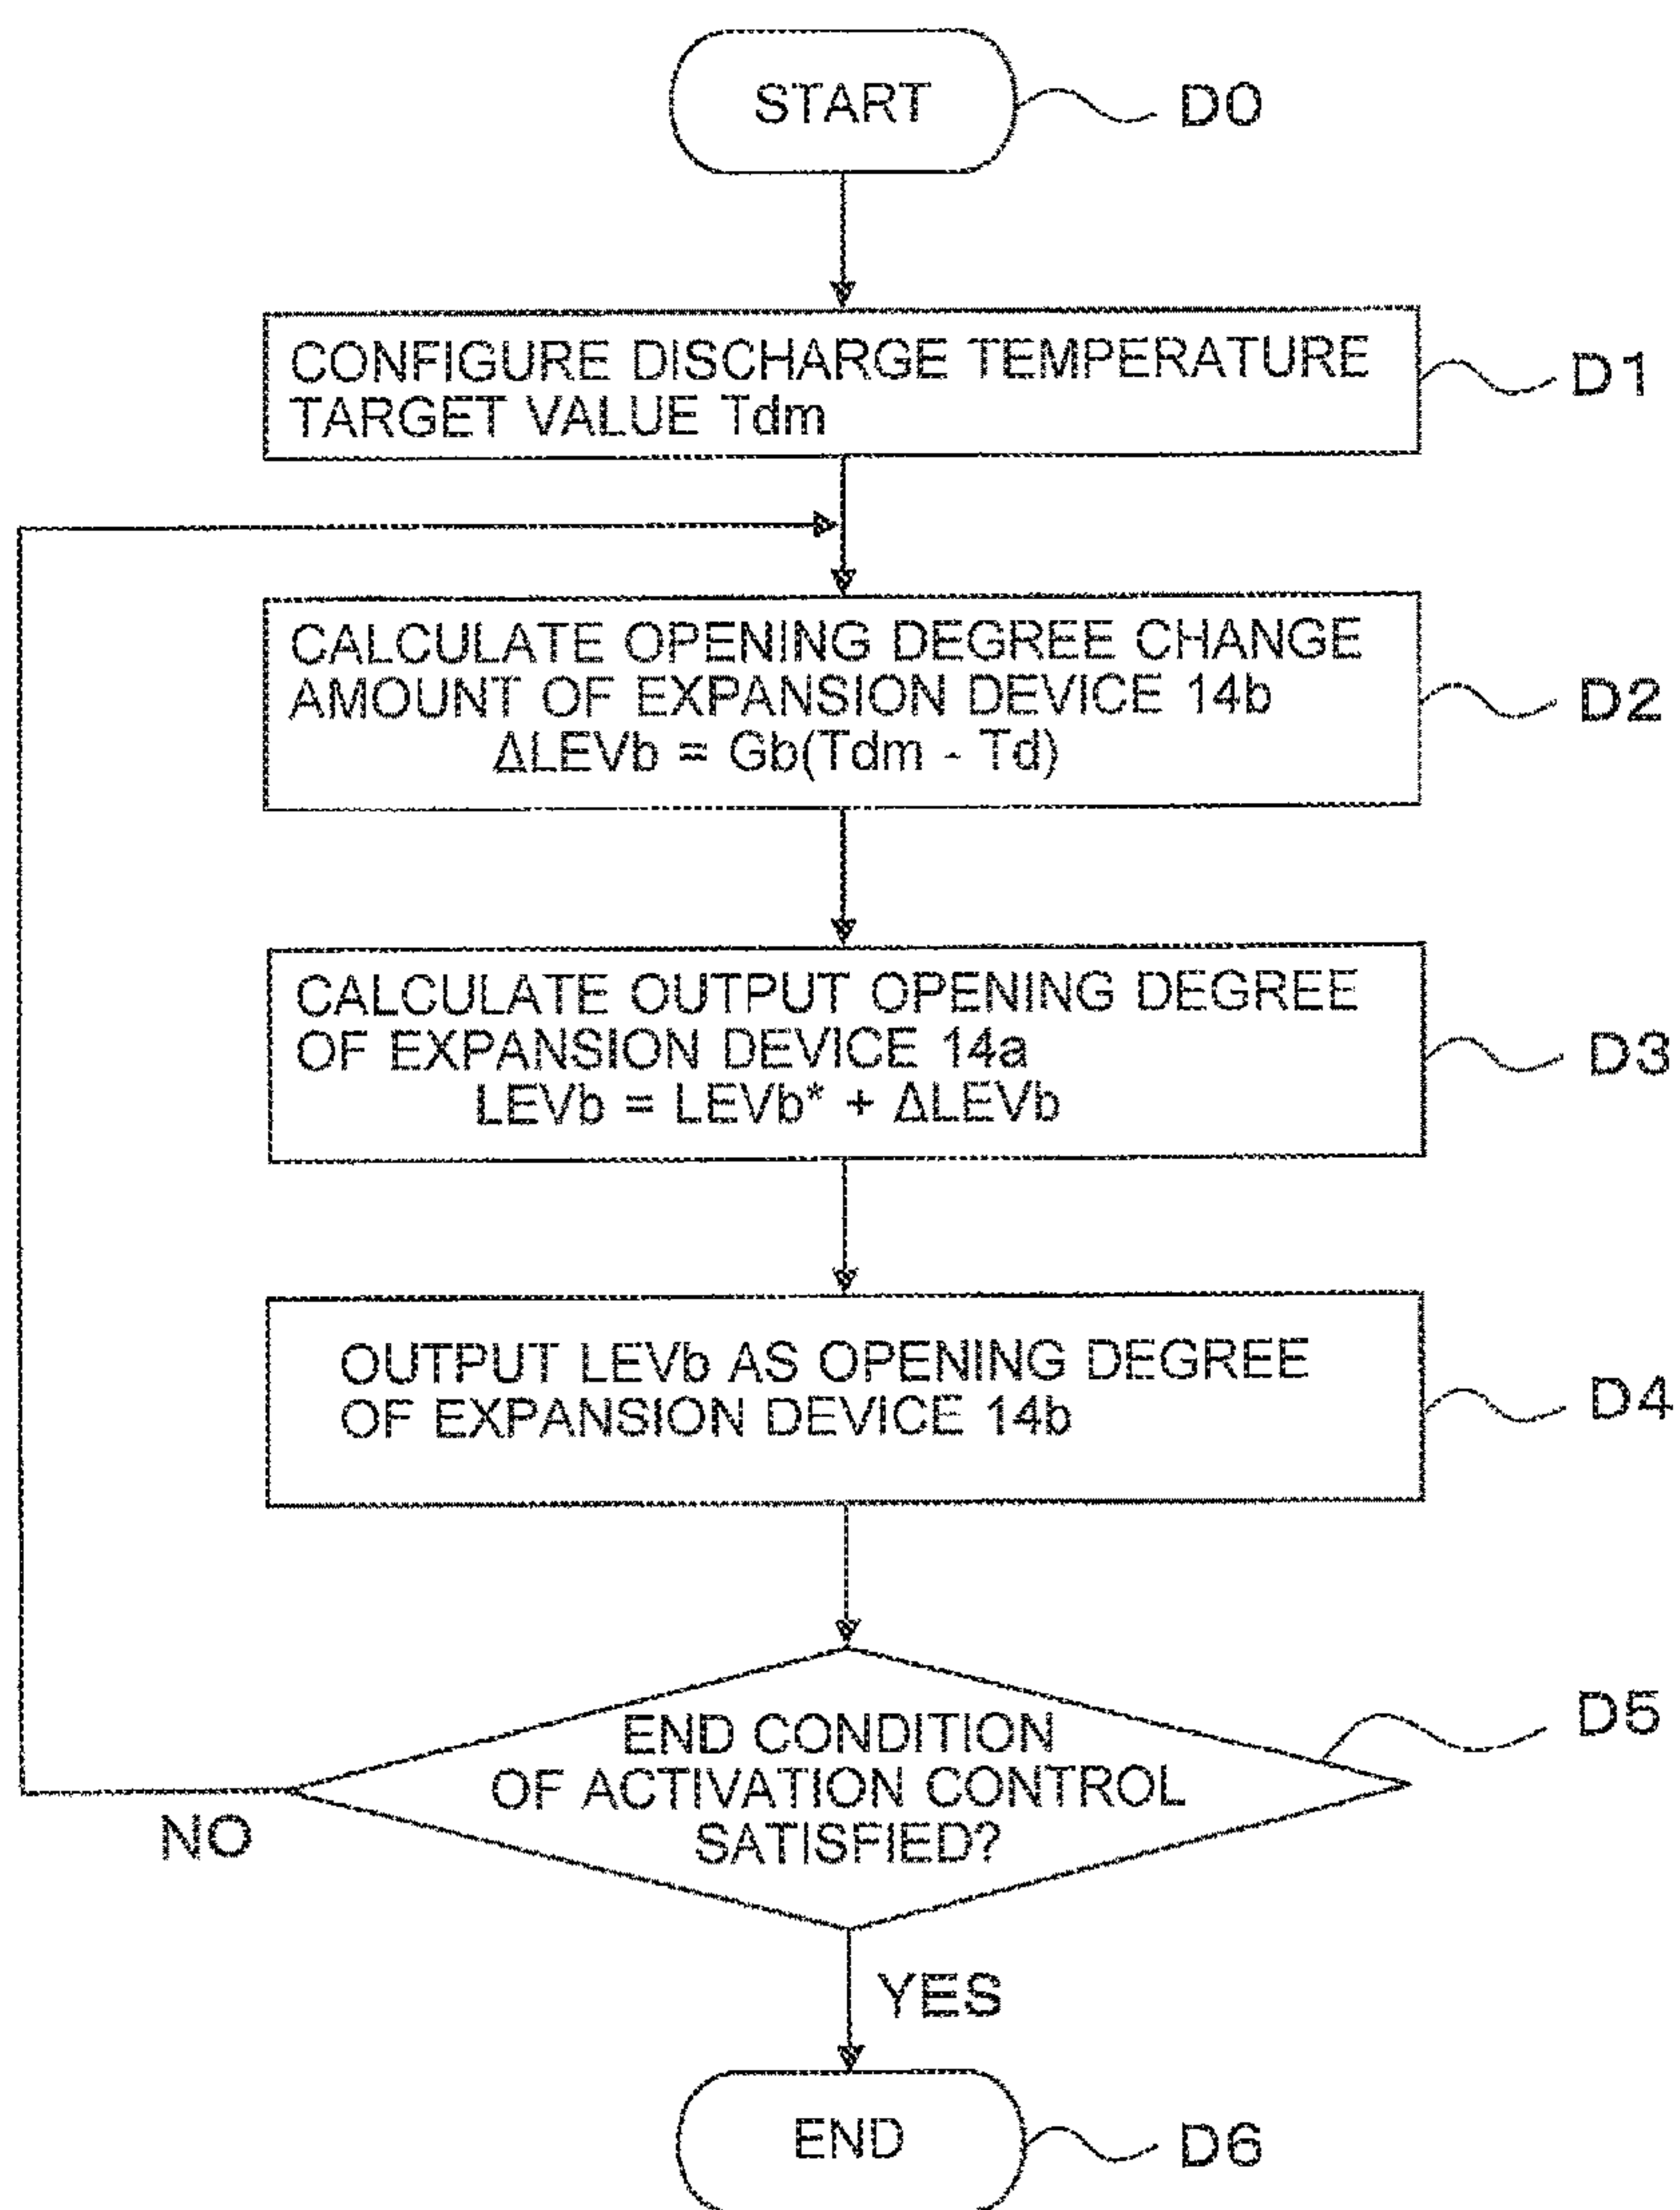 START
D0
CONFIGURE DISCHARGE TEMPERATURE
TARGET VALUE Tdm
D1
CALCULATE OPENING DEGREE CHANGE
AMOUNT OF EXPANSION DEVICE 14b
ΔLEVb = Gb(Tdm - Td)
D2
CALCULATE OUTPUT OPENING DEGREE
OF EXPANSION DEVICE 14a
LEVb = LEVb* + ΔLEVb
D3
OUTPUT LEVb AS OPENING DEGREE
OF EXPANSION DEVICE 14b
D4
END CONDITION
OF ACTIVATION CONTROL
SATISFIED?
D5
NO
YES
END
D6